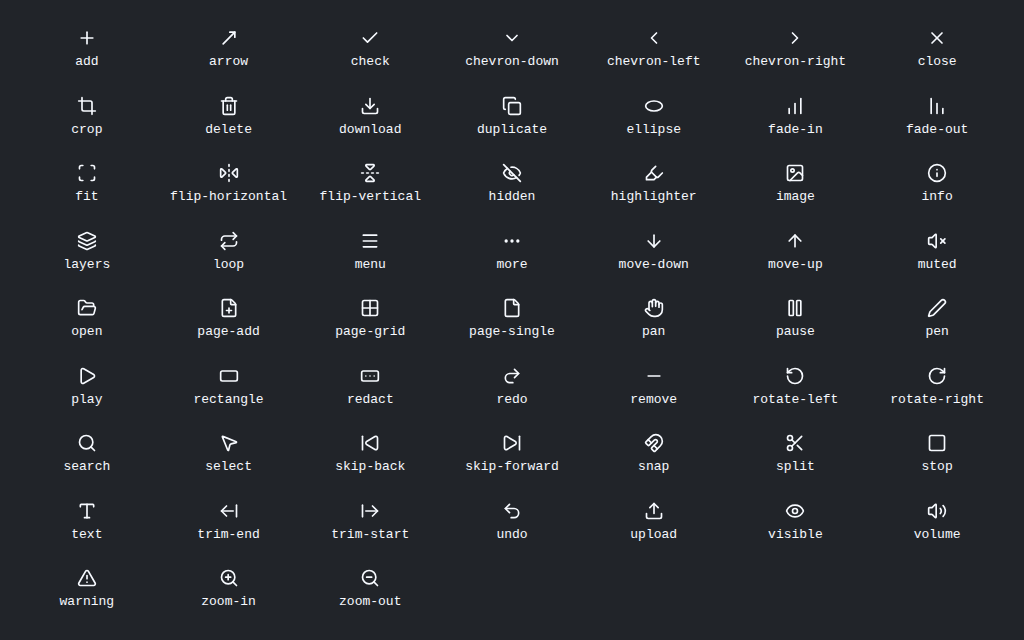 add arrow check chevron-down chevron-left chevron-right close
crop delete download duplicate ellipse fade-in fade-out
fit flip-horizontal flip-vertical hidden highlighter image info
layers loop menu more move-down move-up muted
open page-add page-grid page-single pan pause pen
play rectangle redact redo remove rotate-left rotate-right
search select skip-back skip-forward snap split stop
text trim-end trim-start undo upload visible volume
warning zoom-in zoom-out